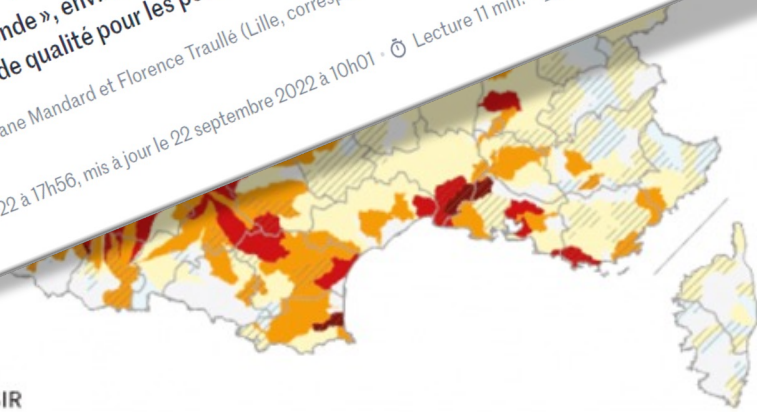 nde », env
de qualité pour les
ane Mandard et Florence Traullé (Lille, corresp
22 à 17h56, mis à jour le 22 septembre 2022 à 10h01 · Lecture 11 min.
IR